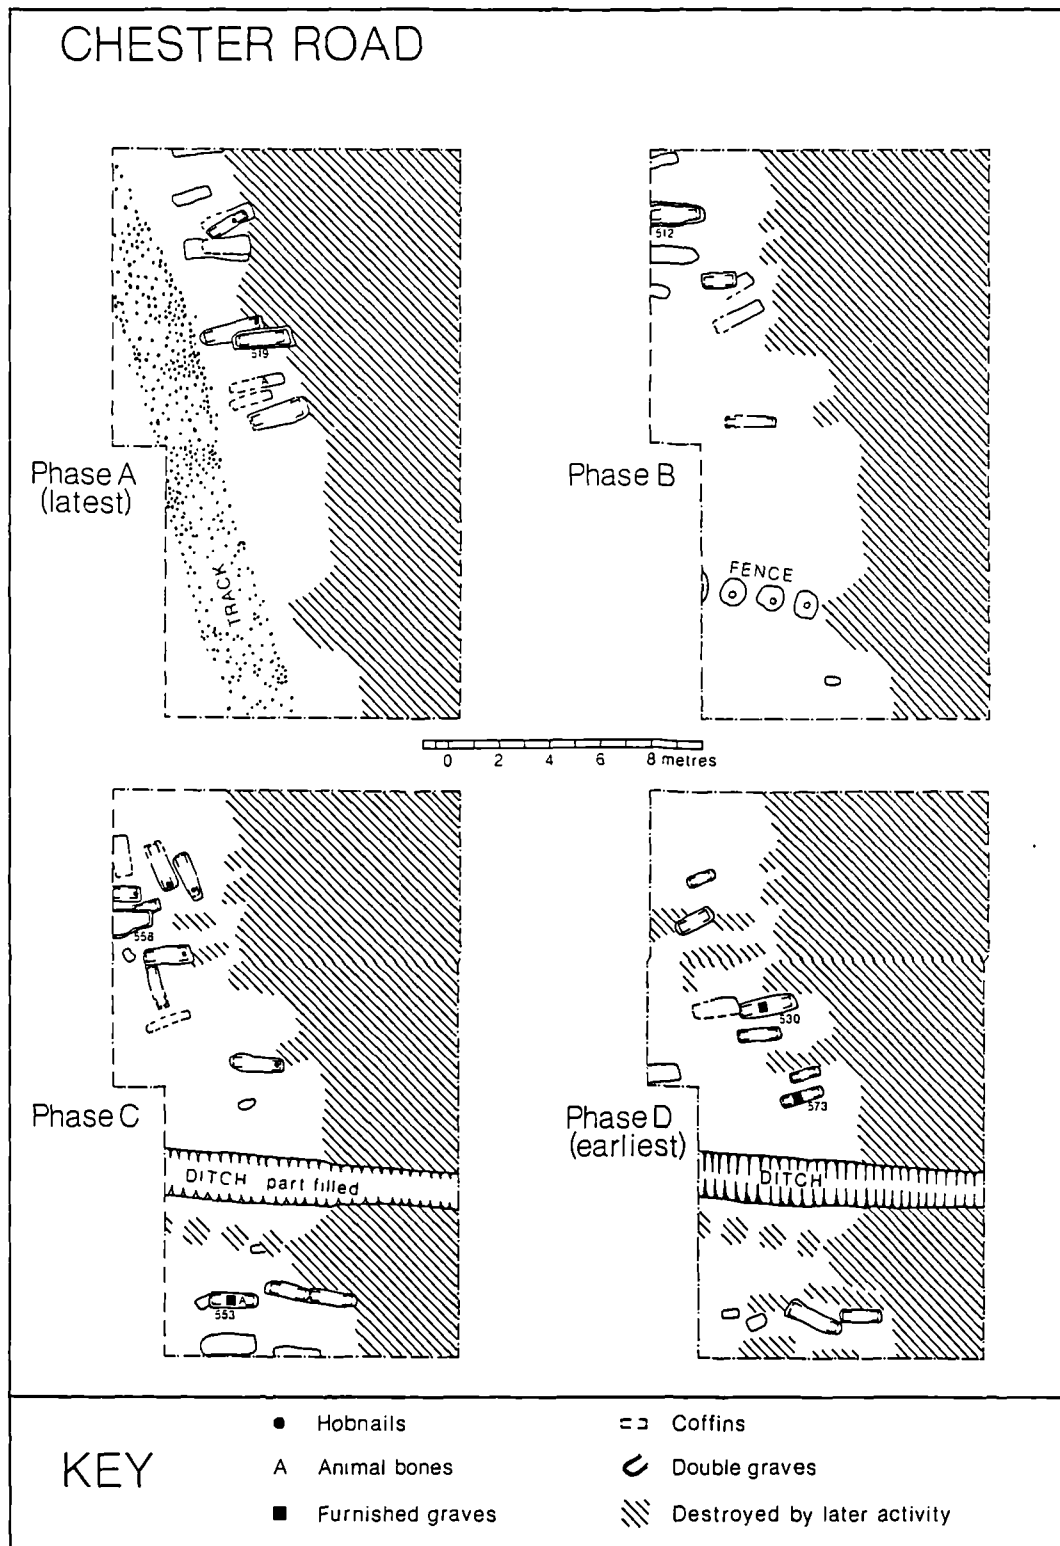 CHESTER ROAD
519
A
Phase A
(latest)
TRACK
512
Phase B
FENCE
0 2 4 6 8 metres
558
Phase C
DITCH part filled
A
553
530
573
Phase D
(earliest)
DITCH
KEY
Hobnails
A Animal bones
Furnished graves
Coffins
Double graves
Destroyed by later activity